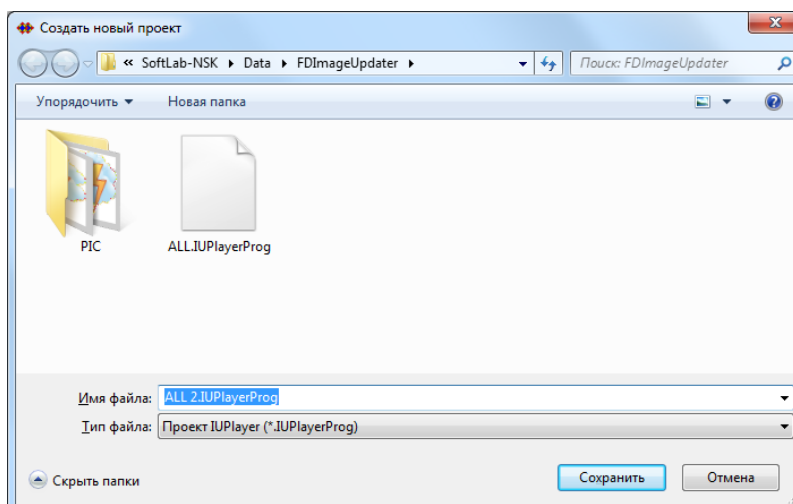 Создать новый проект
« SoftLab-NSK ▸ Data ▸ FDImageUpdater ▸
Поиск: FDImageUpdater
Упорядочить ▾ Новая папка
PIC
ALL.IUPlayerProg
Имя файла: ALL 2.IUPlayerProg
Тип файла: Проект IUPlayer (*.IUPlayerProg)
Скрыть папки
Сохранить
Отмена